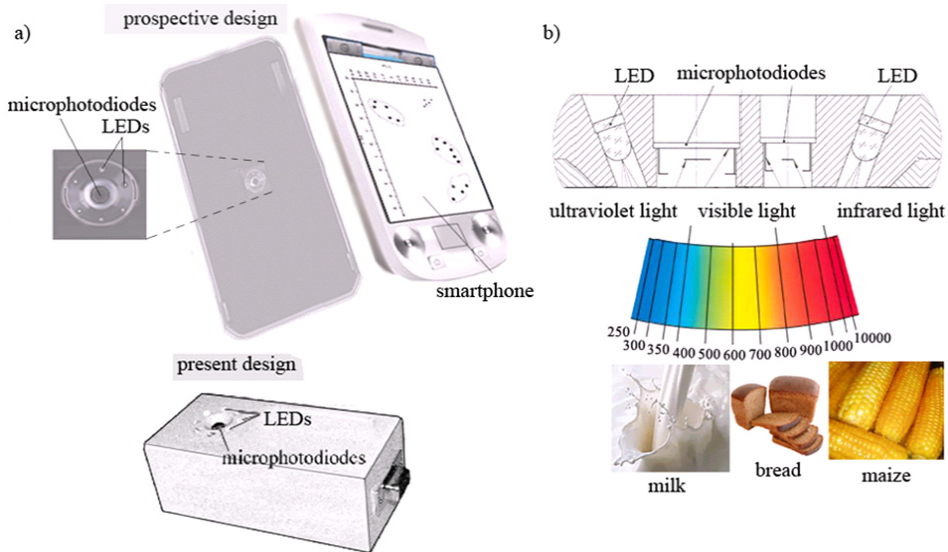 a)
prospective design
microphotodiodes
LEDs
smartphone
present design
LEDs
microphotodiodes
b)
LED
microphotodiodes
LED
ultraviolet light
visible light
infrared light
250
300
350
400
500
600
700
800
900
1000
10000
milk
bread
maize